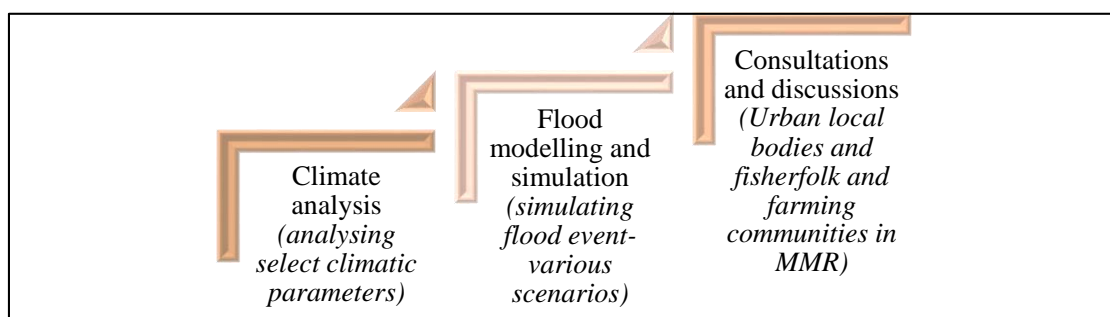 Climate
analysis
(analysing
select climatic
parameters)
Flood
modelling and
simulation
(simulating
flood event-
various
scenarios)
Consultations
and discussions
(Urban local
bodies and
fisherfolk and
farming
communities in
MMR)